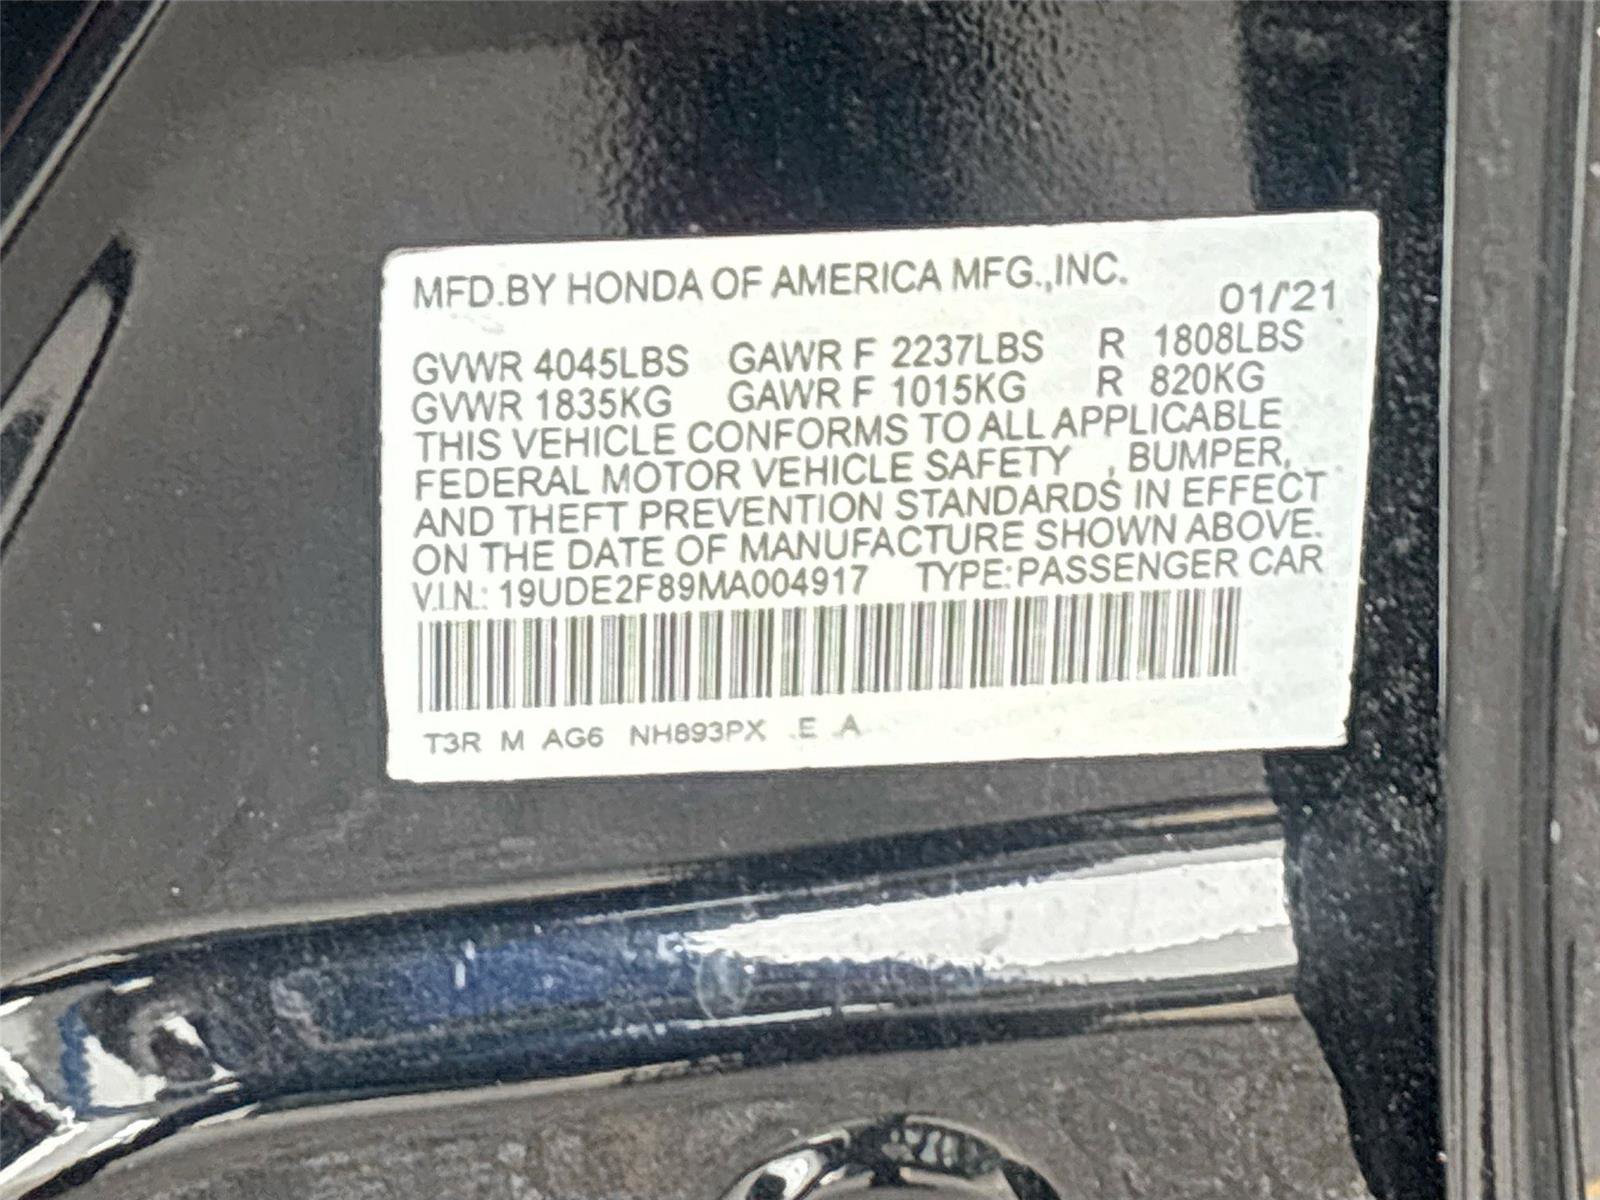 MFD.BY HONDA OF AMERICA MFG.,INC.
01/'21
GVWR 4045LBS GAWR F 2237LBS R 1808LBS
GVWR 1835KG GAWR F 1015KG R 820KG
THIS VEHICLE CONFORMS TO ALL APPLICABLE
FEDERAL MOTOR VEHICLE SAFETY , BUMPER,
AND THEFT PREVENTION STANDARDS IN EFFECT
ON THE DATE OF MANUFACTURE SHOWN ABOVE.
V.I.N.: 19UDE2F89MA004917 TYPE:PASSENGER CAR
T3R M AG6 NH893PX E A